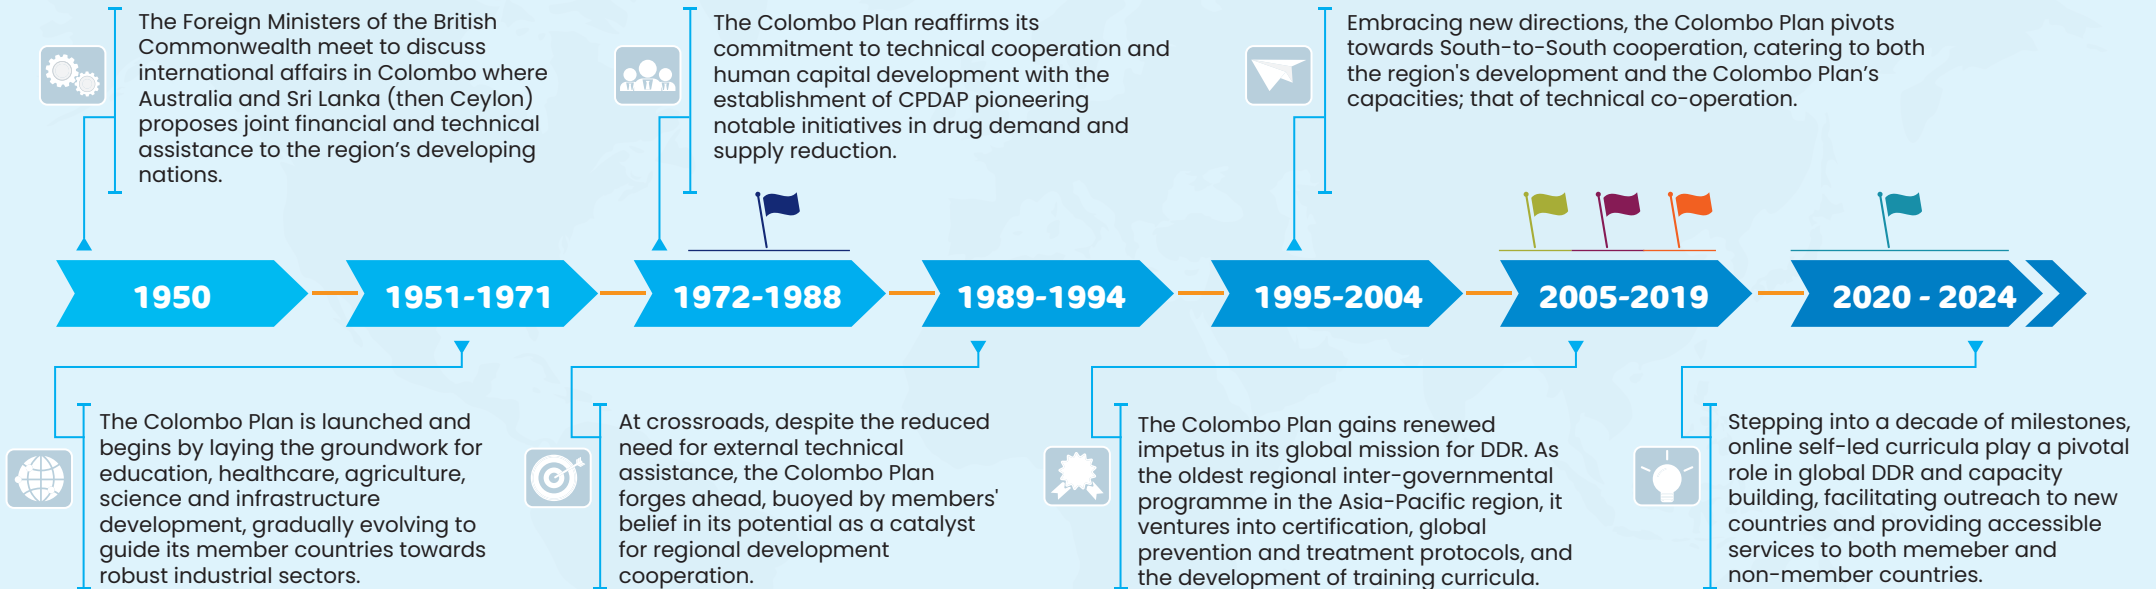 The Foreign Ministers of the British
Commonwealth meet to discuss
international affairs in Colombo where
Australia and Sri Lanka (then Ceylon)
proposes joint financial and technical
assistance to the region's developing
nations.
The Colombo Plan reaffirms its
commitment to technical cooperation and
human capital development with the
establishment of CPDAP pioneering
notable initiatives in drug demand and
supply reduction.
Embracing new directions, the Colombo Plan pivots
towards South-to-South cooperation, catering to both
the region's development and the Colombo Plan's
capacities; that of technical co-operation.
1950
1951-1971
1972-1988
1989-1994
1995-2004
2005-2019
2020 - 2024
The Colombo Plan is launched and
begins by laying the groundwork for
education, healthcare, agriculture,
science and infrastructure
development, gradually evolving to
guide its member countries towards
robust industrial sectors.
At crossroads, despite the reduced
need for external technical
assistance, the Colombo Plan
forges ahead, buoyed by members'
belief in its potential as a catalyst
for regional development
cooperation.
The Colombo Plan gains renewed
impetus in its global mission for DDR. As
the oldest regional inter-governmental
programme in the Asia-Pacific region, it
ventures into certification, global
prevention and treatment protocols, and
the development of training curricula.
Stepping into a decade of milestones,
online self-led curricula play a pivotal
role in global DDR and capacity
building, facilitating outreach to new
countries and providing accessible
services to both memeber and
non-member countries.